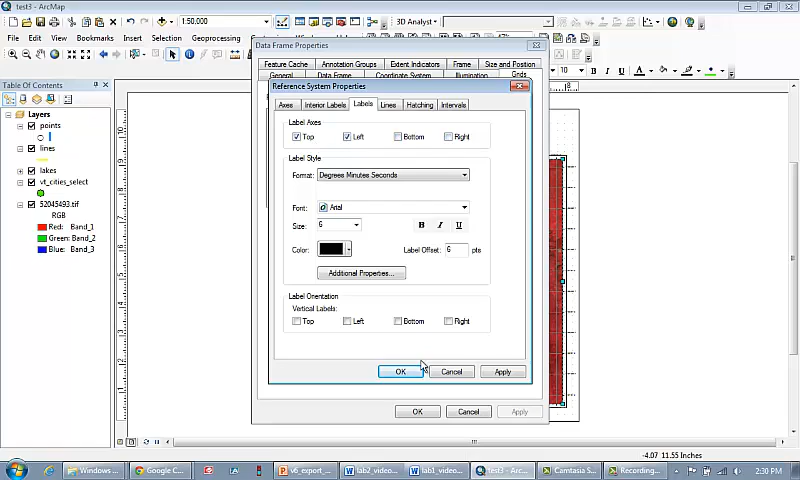 test3 - ArcMap
1:50.000
3D Analyst
File Edit View Bookmarks Insert Selection Geoprocessing
Data Frame Properties
Feature Cache Annotation Groups Extent Indicators Frame Size and Position
General Data Frame Coordinate System Illumination Grids
10 B I U A
Table Of Contents
Reference System Properties
Axes Interior Labels Labels Lines Hatching Intervals
Layers
points
lines
lakes
vt_cities_select
52045493.tif
RGB
Red: Band_1
Green: Band_2
Blue: Band_3
Label Axes
Top Left Bottom Right
Label Style
Format: Degrees Minutes Seconds
Font: Arial
Size: 6 B I U
Color: Label Offset: 6 pts
Additional Properties...
Label Orientation
Vertical Labels:
Top Left Bottom Right
OK Cancel Apply
OK Cancel Apply
-4.07 11.55 Inches
Windows ... Google C... v6_export_... lab2_video... lab1_video... test3 - Arc... Camtasia St... Recording... 2:30 PM